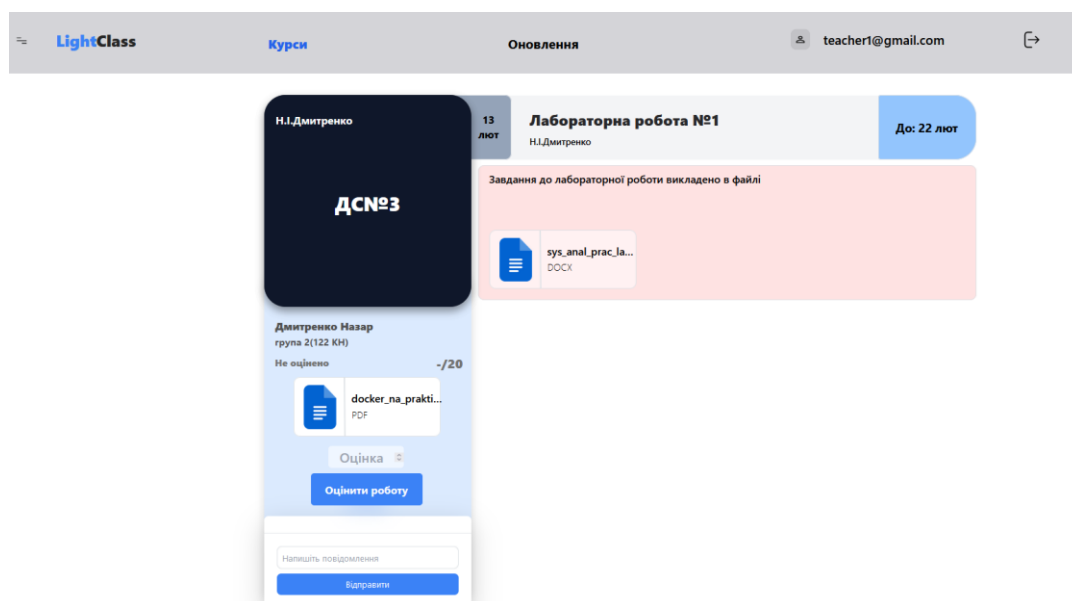 LightClass
Курси
Оновлення
teacher1@gmail.com
Н.І.Дмитренко
ДС№3
13
лют
Лабораторна робота №1
Н.І.Дмитренко
До: 22 лют
Завдання до лабораторної роботи викладено в файлі
sys_anal_prac_la...
DOCX
Дмитренко Назар
група 2(122 КН)
Не оцінено
-/20
docker_na_prakti...
PDF
Оцінка
Оцінити роботу
Напишіть повідомлення
Відправити